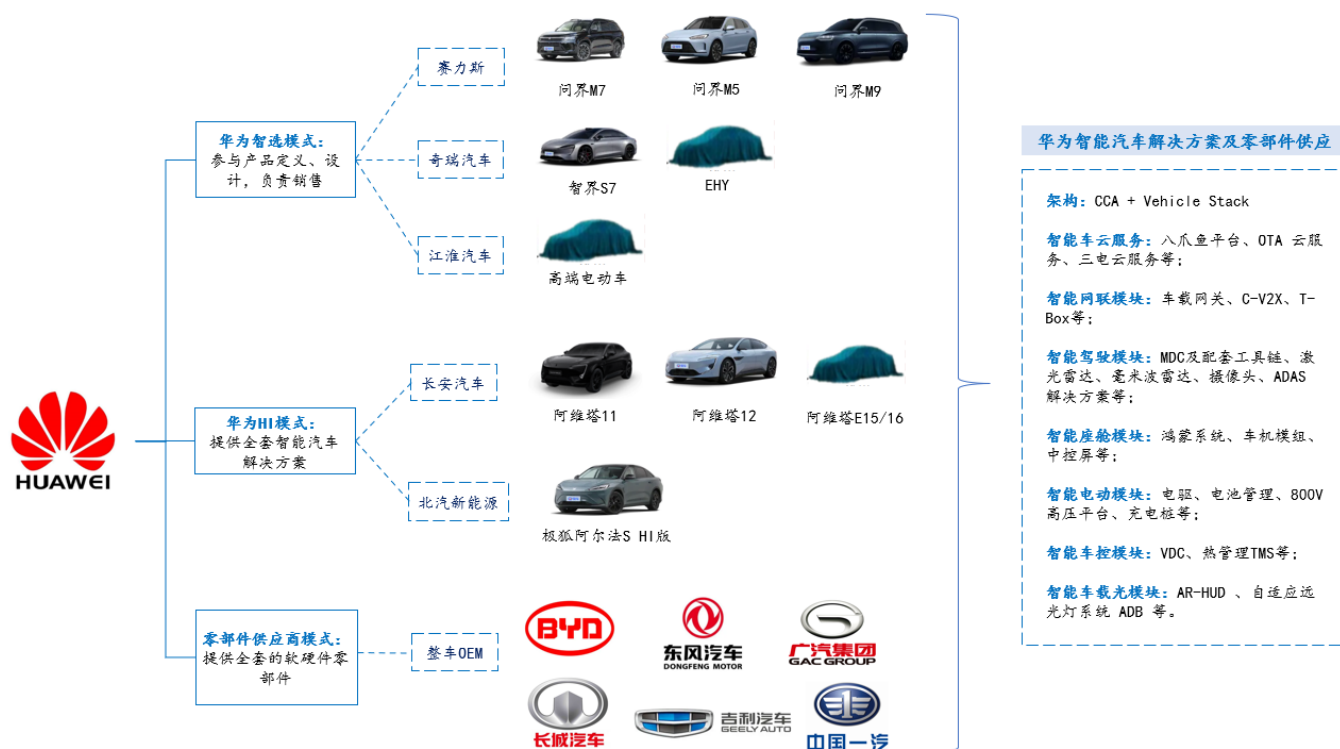 HUAWEI
华为智选模式：
参与产品定义、设
计，负责销售
赛力斯
问界M7
问界M5
问界M9
奇瑞汽车
智界S7
EHY
江淮汽车
高端电动车
华为HI模式：
提供全套智能汽车
解决方案
长安汽车
阿维塔11
阿维塔12
阿维塔E15/16
北汽新能源
极狐阿尔法S HI版
零部件供应商模式：
提供全套的软硬件零
部件
整车OEM
BYD
东风汽车
DONGFENG MOTOR
广汽集团
GAC GROUP
长城汽车
吉利汽车
GEELY AUTO
中国一汽
华为智能汽车解决方案及零部件供应
架构：CCA + Vehicle Stack
智能车云服务：八爪鱼平台、OTA 云服
务、三电云服务等；
智能网联模块：车载网关、C-V2X、T-
Box等；
智能驾驶模块：MDC及配套工具链、激
光雷达、毫米波雷达、摄像头、ADAS
解决方案等；
智能座舱模块：鸿蒙系统、车机模组、
中控屏等；
智能电动模块：电驱、电池管理、800V
高压平台、充电桩等；
智能车控模块：VDC、热管理TMS等；
智能车载光模块：AR-HUD 、自适应远
光灯系统 ADB 等。